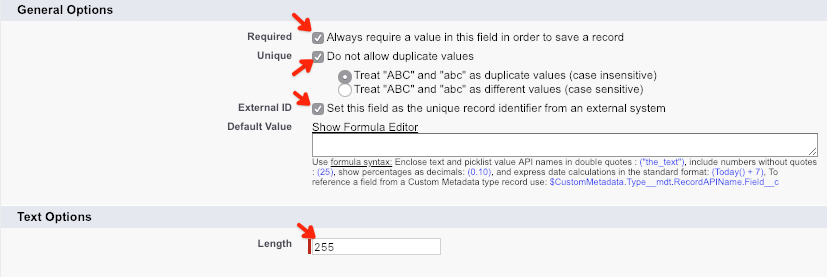 General Options
Required Always require a value in this field in order to save a record
Unique Do not allow duplicate values
Treat "ABC" and "abc" as duplicate values (case insensitive)
Treat "ABC" and "abc" as different values (case sensitive)
External ID Set this field as the unique record identifier from an external system
Default Value Show Formula Editor
Use formula syntax: Enclose text and picklist value API names in double quotes : ("the_text"), include numbers without quotes
: (25), show percentages as decimals: (0.10), and express date calculations in the standard format: (Today() + 7), To
reference a field from a Custom Metadata type record use: $CustomMetadata.Type__mdt.RecordAPIName.Field__c
Text Options
Length 255